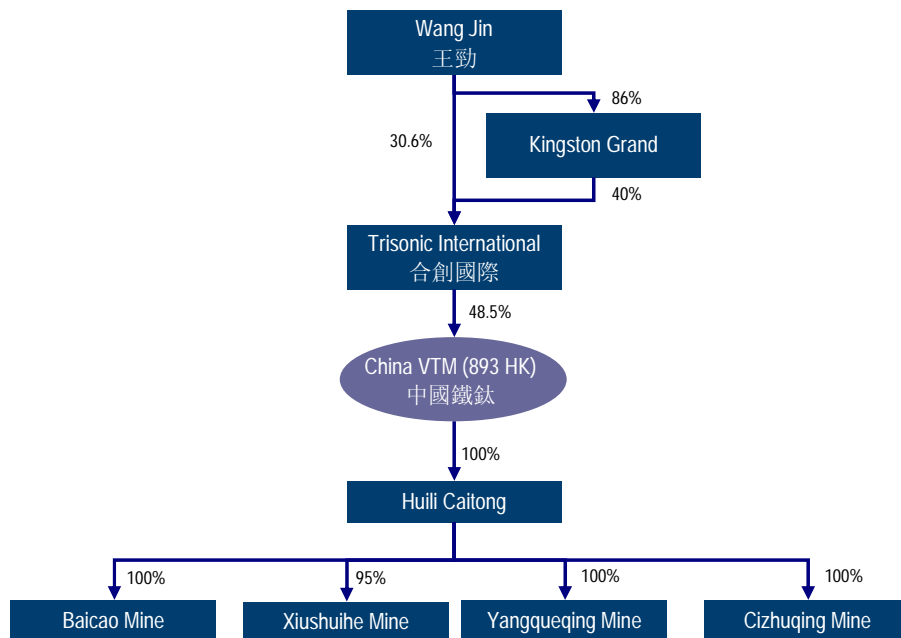 Wang Jin
王勁
86%
30.6%
Kingston Grand
40%
Trisonic International
合創國際
48.5%
China VTM (893 HK)
中國鐵鈦
100%
Huili Caitong
100%
95%
100%
100%
Baicao Mine
Xiushuihe Mine
Yangqueqing Mine
Cizhuqing Mine